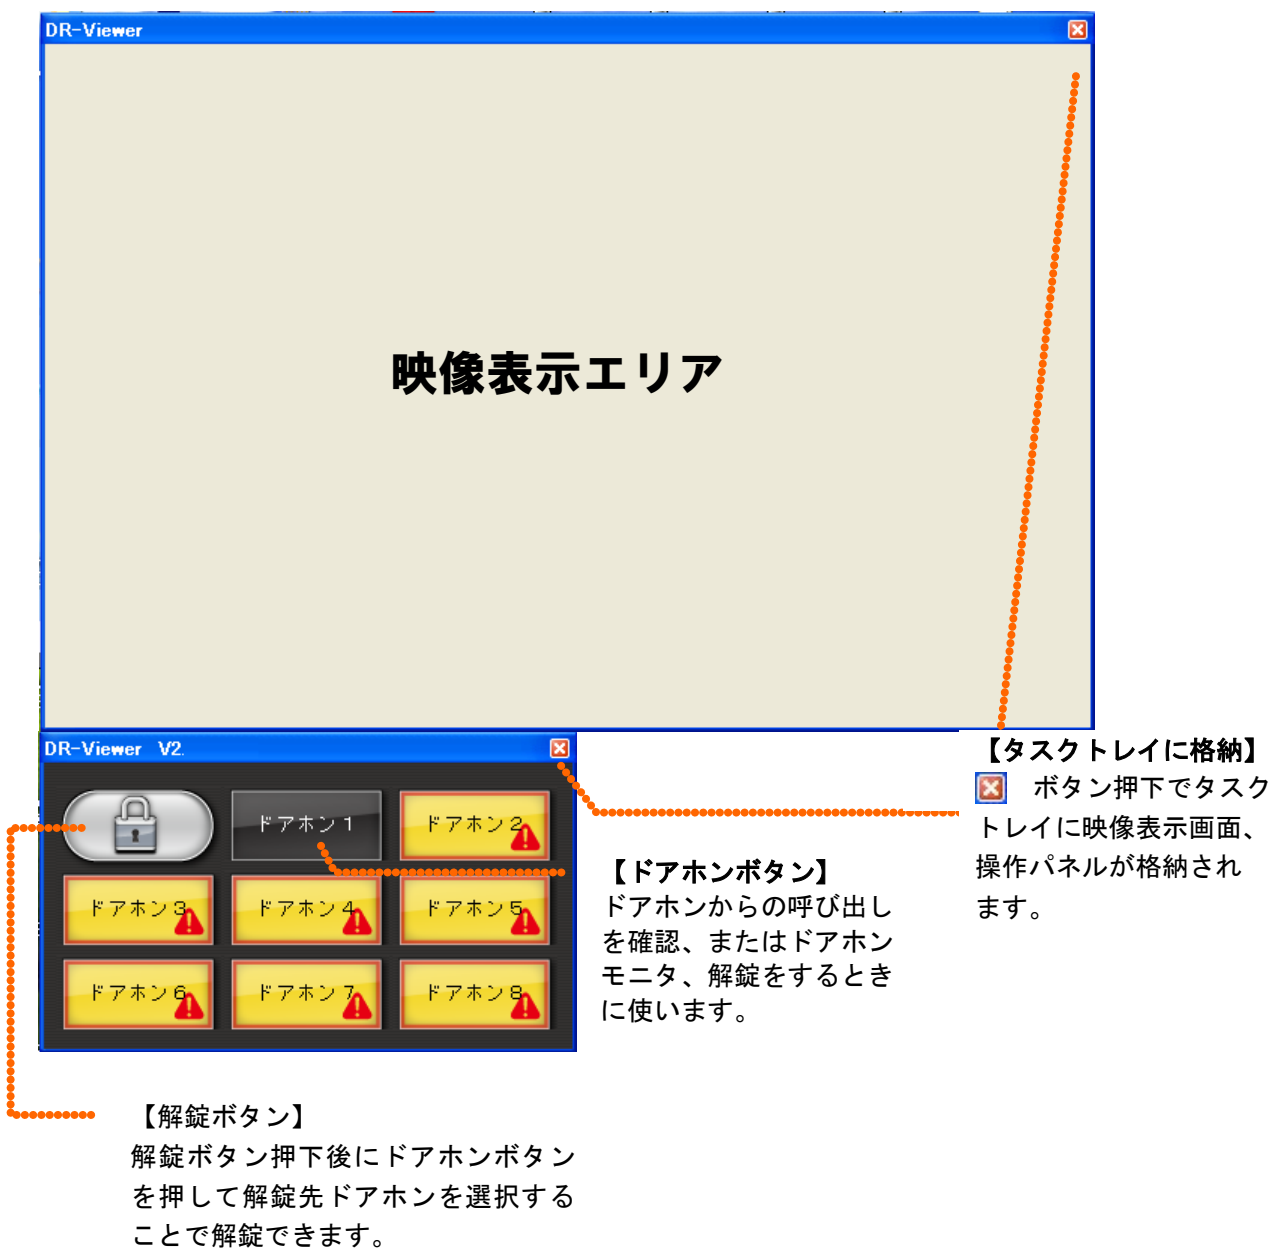 DR-Viewer
映像表示エリア
DR-Viewer V2.
ドアホン1
ドアホン2
ドアホン3
ドアホン4
ドアホン5
ドアホン6
ドアホン7
ドアホン8
【タスクトレイに格納】
ボタン押下でタスク
トレイに映像表示画面、
操作パネルが格納され
ます。
【ドアホンボタン】
ドアホンからの呼び出し
を確認、またはドアホン
モニタ、解錠をするとき
に使います。
【解錠ボタン】
解錠ボタン押下後にドアホンボタン
を押して解錠先ドアホンを選択する
ことで解錠できます。